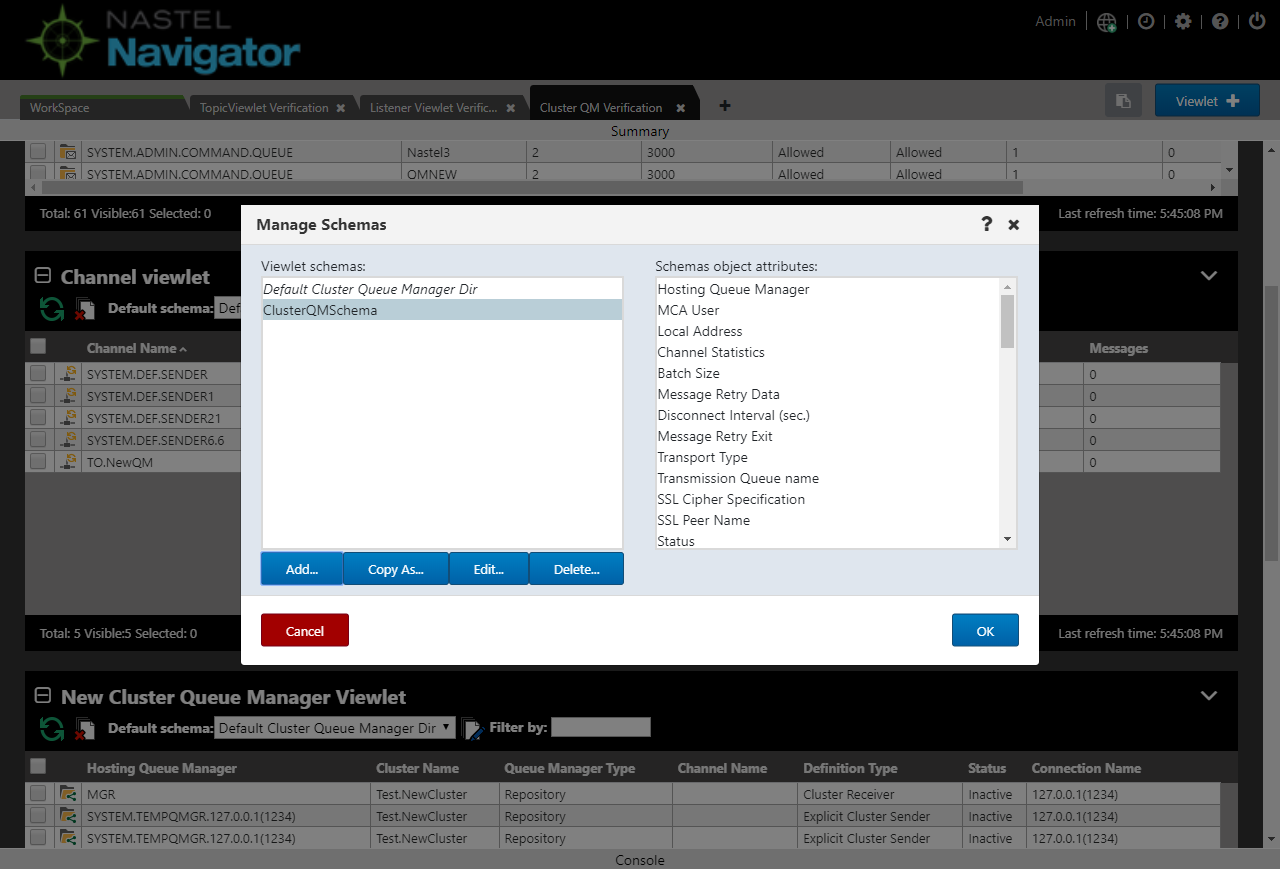 NASTEL
Navigator
Admin
WorkSpace
TopicViewlet Verification
Listener Viewlet Verific...
Cluster QM Verification
Viewlet
Summary
SYSTEM.ADMIN.COMMAND.QUEUE Nastel3 2 3000 Allowed Allowed 1 0
SYSTEM.ADMIN.COMMAND.QUEUE QMNEW 2 3000 Allowed Allowed 1 0
Total: 61 Visible:61 Selected: 0
Last refresh time: 5:45:08 PM
Channel viewlet
Default schema: Def
Channel Name
Messages
SYSTEM.DEF.SENDER 0
SYSTEM.DEF.SENDER1 0
SYSTEM.DEF.SENDER21 0
SYSTEM.DEF.SENDER6.6 0
TO.NewQM 0
Total: 5 Visible:5 Selected: 0
Last refresh time: 5:45:08 PM
Manage Schemas
?
Viewlet schemas:
Default Cluster Queue Manager Dir
ClusterQMSchema
Schemas object attributes:
Hosting Queue Manager
MCA User
Local Address
Channel Statistics
Batch Size
Message Retry Data
Disconnect Interval (sec.)
Message Retry Exit
Transport Type
Transmission Queue name
SSL Cipher Specification
SSL Peer Name
Status
Add...
Copy As...
Edit...
Delete...
Cancel
OK
New Cluster Queue Manager Viewlet
Default schema: Default Cluster Queue Manager Dir
Filter by:
Hosting Queue Manager Cluster Name Queue Manager Type Channel Name Definition Type Status Connection Name
MGR Test.NewCluster Repository Cluster Receiver Inactive 127.0.0.1(1234)
SYSTEM.TEMPQMGR.127.0.0.1(1234) Test.NewCluster Repository Explicit Cluster Sender Inactive 127.0.0.1(1234)
SYSTEM.TEMPQMGR.127.0.0.1(1234) Test.NewCluster Repository Explicit Cluster Sender Inactive 127.0.0.1(1234)
Console